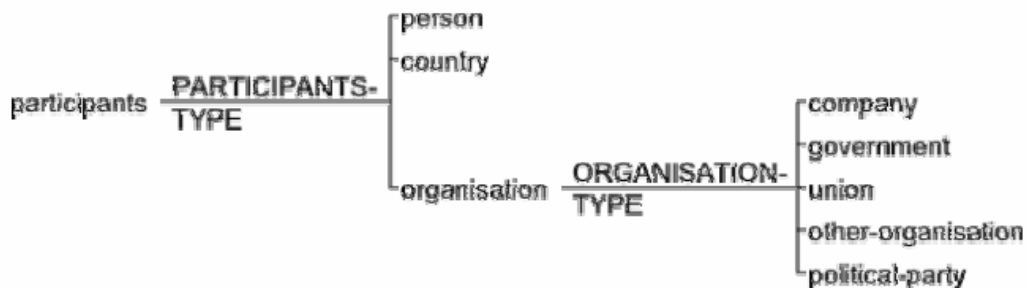 person
country
participants PARTICIPANTS-
TYPE
company
government
organisation ORGANISATION-
TYPE
union
other-organisation
political-party